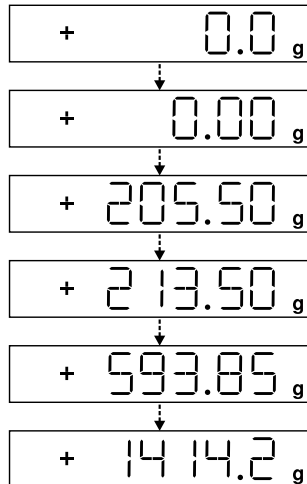 + 0.0 g
+ 0.00 g
+ 205.50 g
+ 213.50 g
+ 593.85 g
+ 1414.2 g